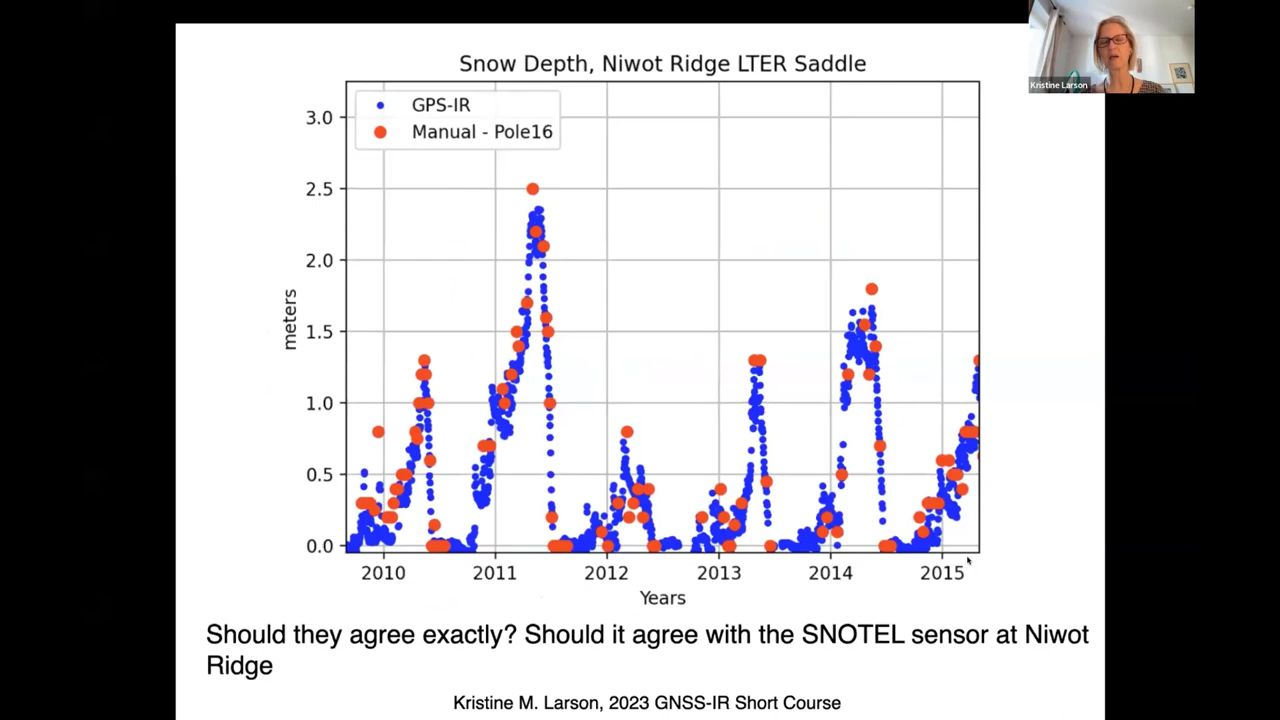 Kristine Larson
Snow Depth, Niwot Ridge LTER Saddle
GPS-IR
Manual - Pole16
3.0
2.5
2.0
1.5
1.0
0.5
0.0
meters
2010 2011 2012 2013 2014 2015
Years
Should they agree exactly? Should it agree with the SNOTEL sensor at Niwot
Ridge
Kristine M. Larson, 2023 GNSS-IR Short Course